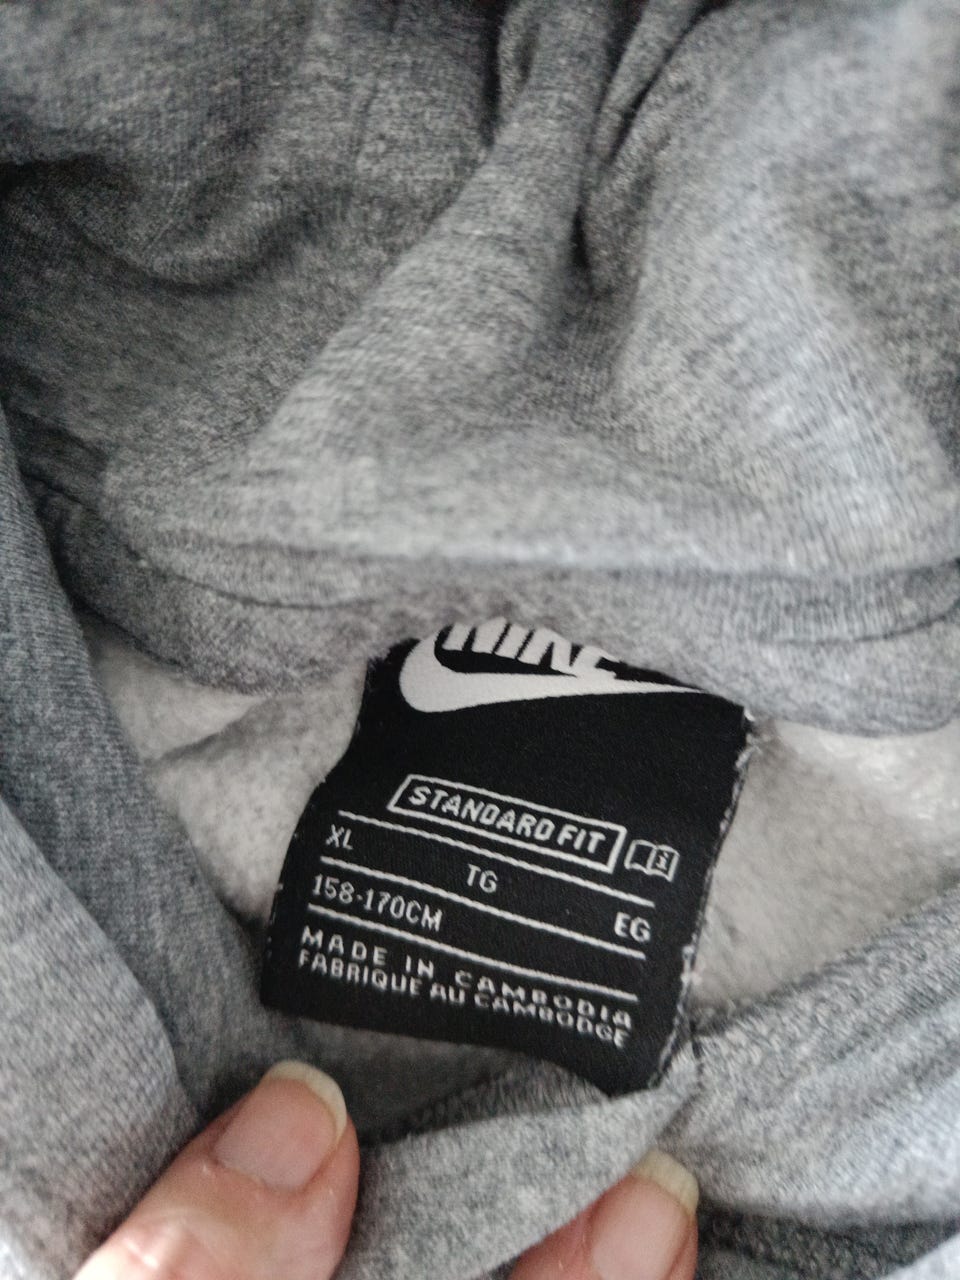 NIKE
STANDARD FIT
XL TG EG
158-170CM
MADE IN CAMBODIA
FABRIQUE AU CAMBODGE